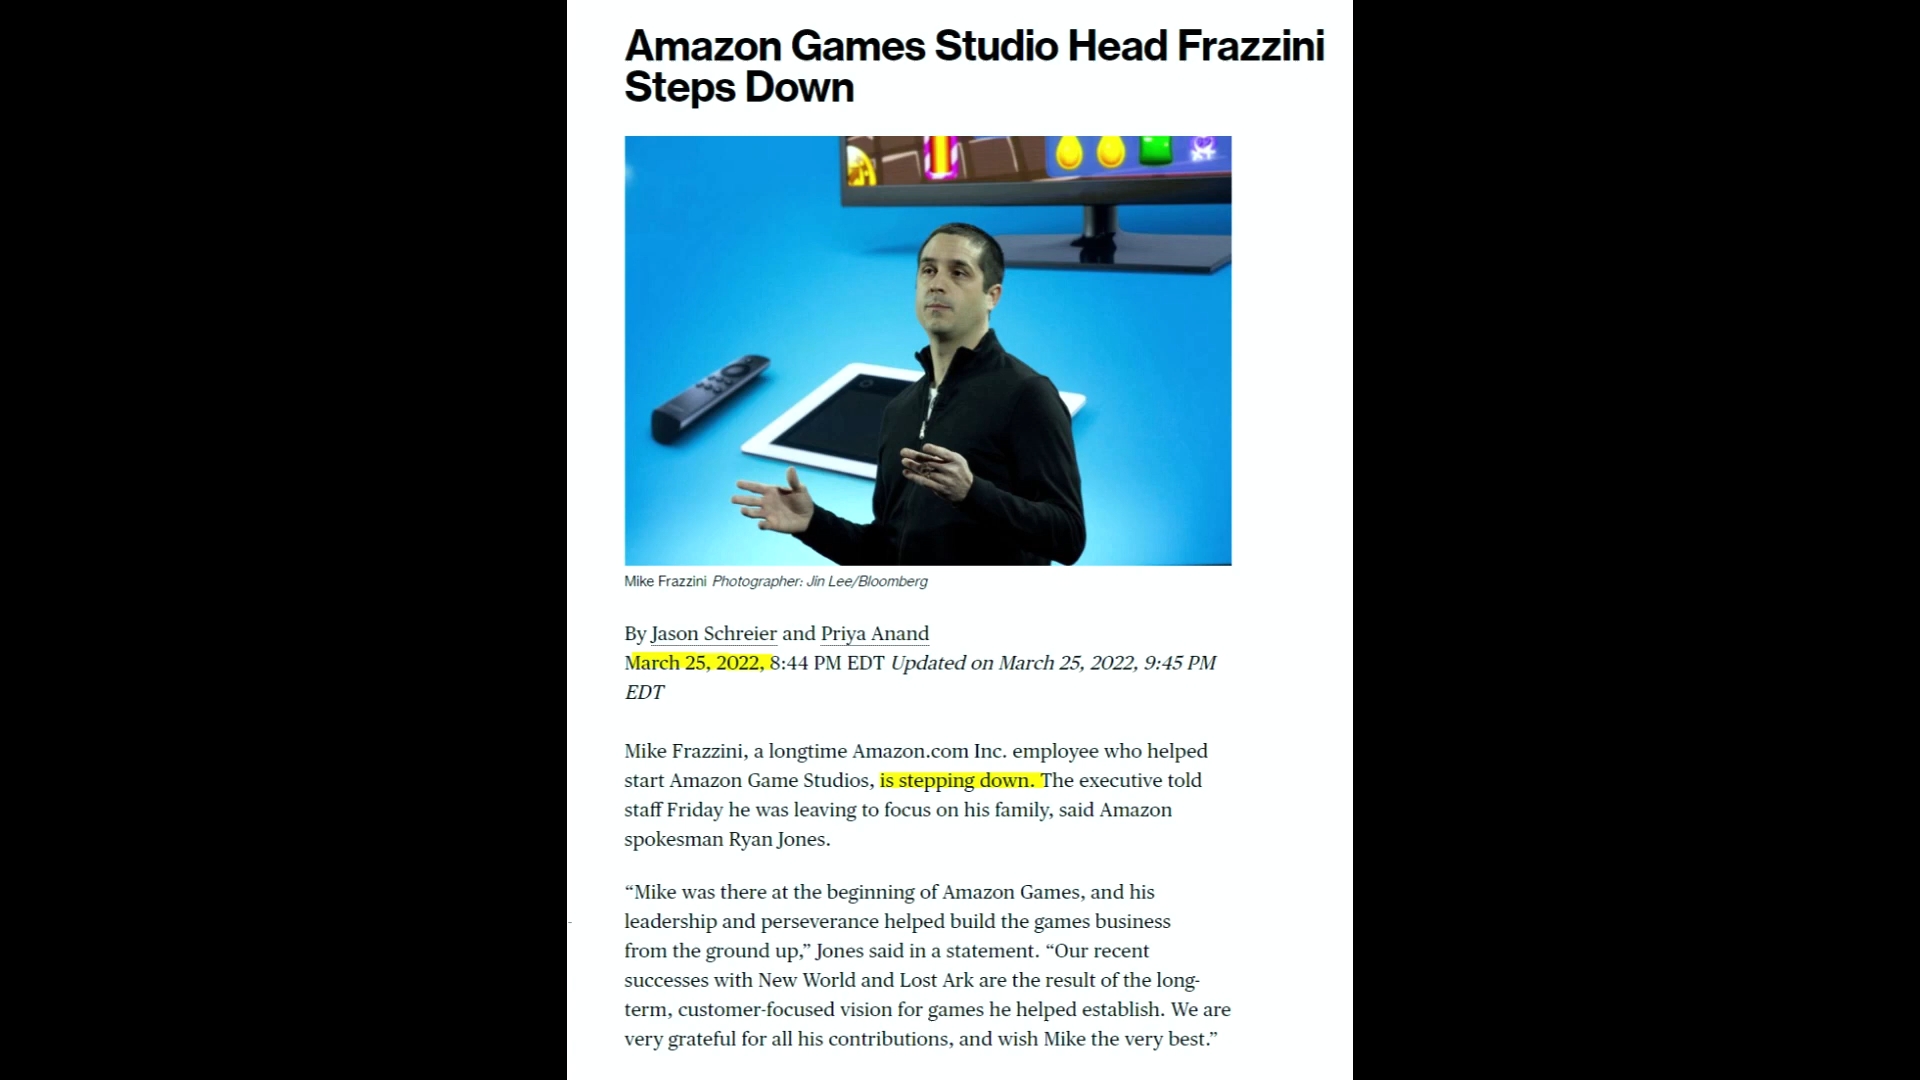 Amazon Games Studio Head Frazzini
Steps Down
Mike Frazzini Photographer: Jin Lee/Bloomberg
By Jason Schreier and Priya Anand
March 25, 2022, 8:44 PM EDT Updated on March 25, 2022, 9:45 PM
EDT
Mike Frazzini, a longtime Amazon.com Inc. employee who helped
start Amazon Game Studios, is stepping down. The executive told
staff Friday he was leaving to focus on his family, said Amazon
spokesman Ryan Jones.
“Mike was there at the beginning of Amazon Games, and his
leadership and perseverance helped build the games business
from the ground up,” Jones said in a statement. “Our recent
successes with New World and Lost Ark are the result of the long-
term, customer-focused vision for games he helped establish. We are
very grateful for all his contributions, and wish Mike the very best.”